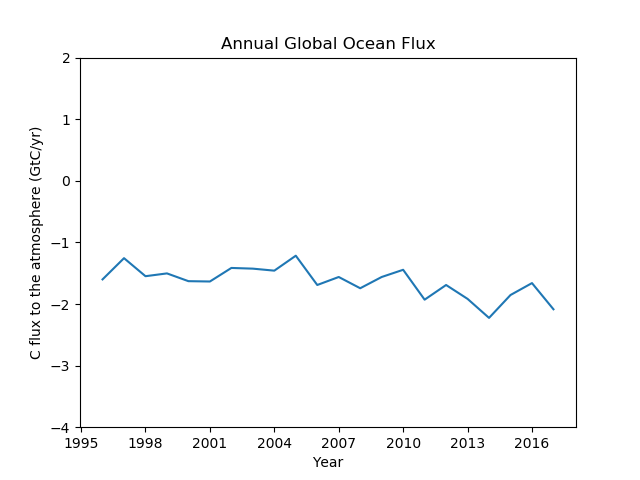 Annual Global Ocean Flux
C flux to the atmosphere (GtC/yr)
2
1
0
−1
−2
−3
−4
1995 1998 2001 2004 2007 2010 2013 2016
Year